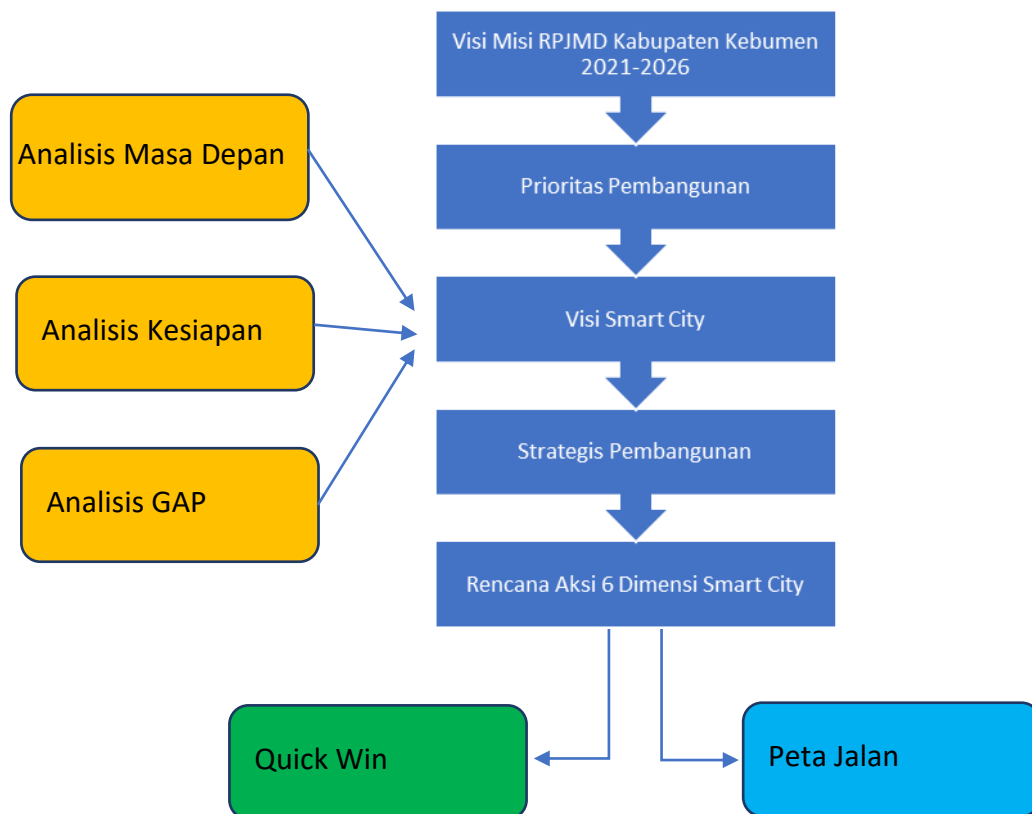 Visi Misi RPJMD Kabupaten Kebumen
2021-2026
Analisis Masa Depan
Prioritas Pembangunan
Analisis Kesiapan
Visi Smart City
Strategis Pembangunan
Analisis GAP
Rencana Aksi 6 Dimensi Smart City
Quick Win
Peta Jalan